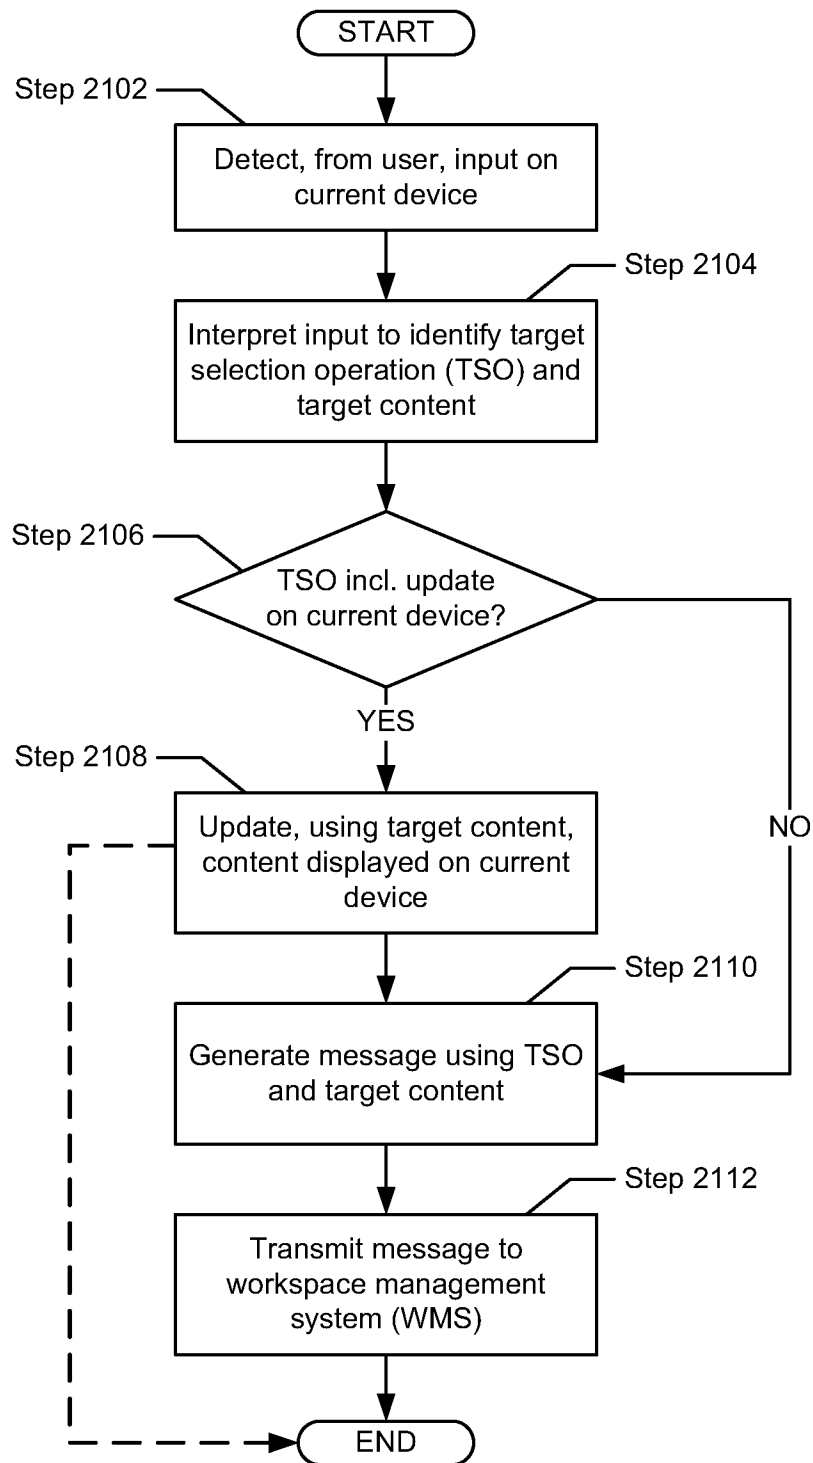 START
Step 2102
Detect, from user, input on
current device
Step 2104
Interpret input to identify target
selection operation (TSO) and
target content
Step 2106
TSO incl. update
on current device?
YES
Step 2108
Update, using target content,
content displayed on current
device
NO
Step 2110
Generate message using TSO
and target content
Step 2112
Transmit message to
workspace management
system (WMS)
END